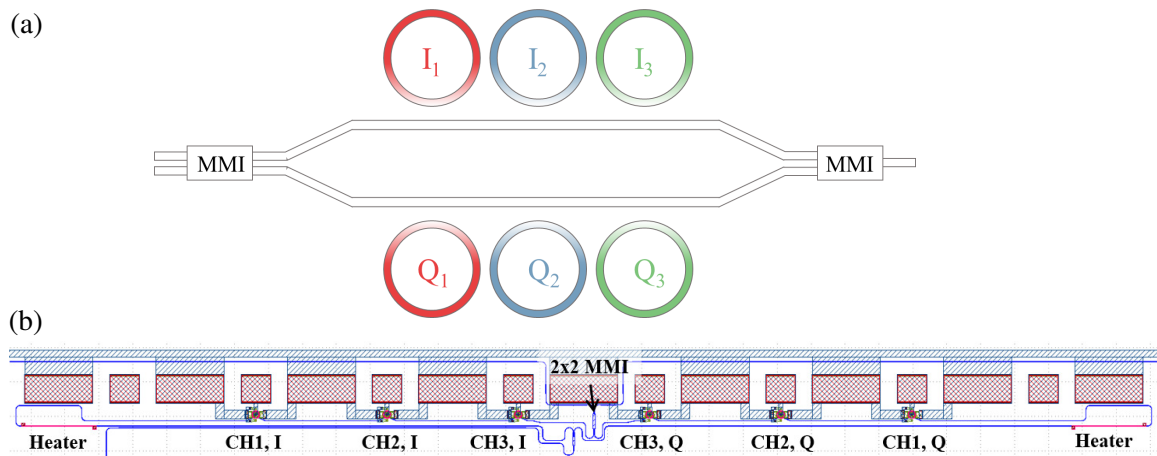 (a)
I1 I2 I3
MMI MMI
Q1 Q2 Q3
(b)
2x2 MMI
Heater CH1, I CH2, I CH3, I CH3, Q CH2, Q CH1, Q Heater